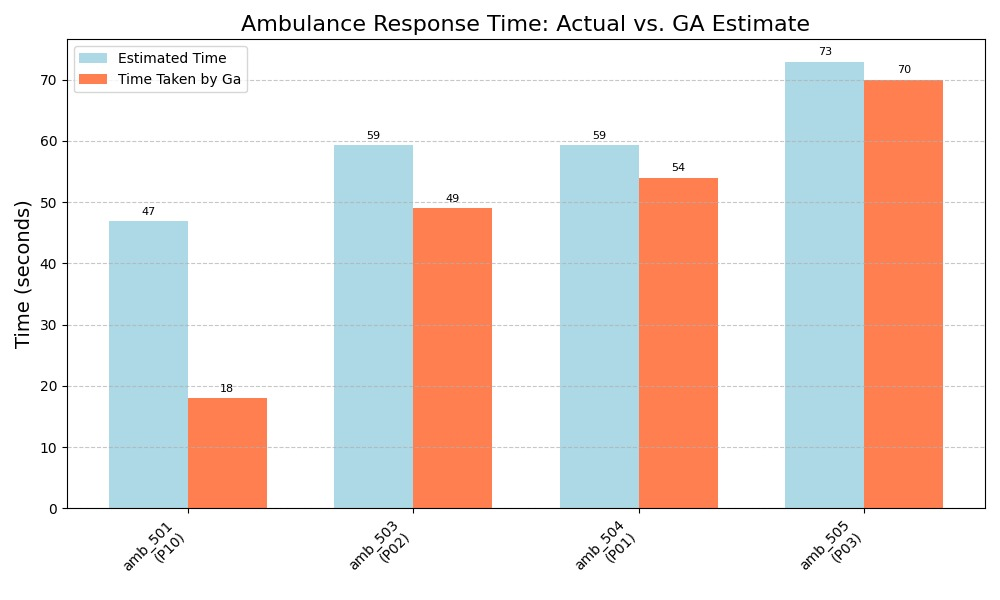 Ambulance Response Time: Actual vs. GA Estimate
Estimated Time
Time Taken by Ga
Time (seconds)
70
60
50
40
30
20
10
0
47
18
59
49
59
54
73
70
amb_501
(P10)
amb_503
(P02)
amb_504
(P01)
amb_505
(P03)